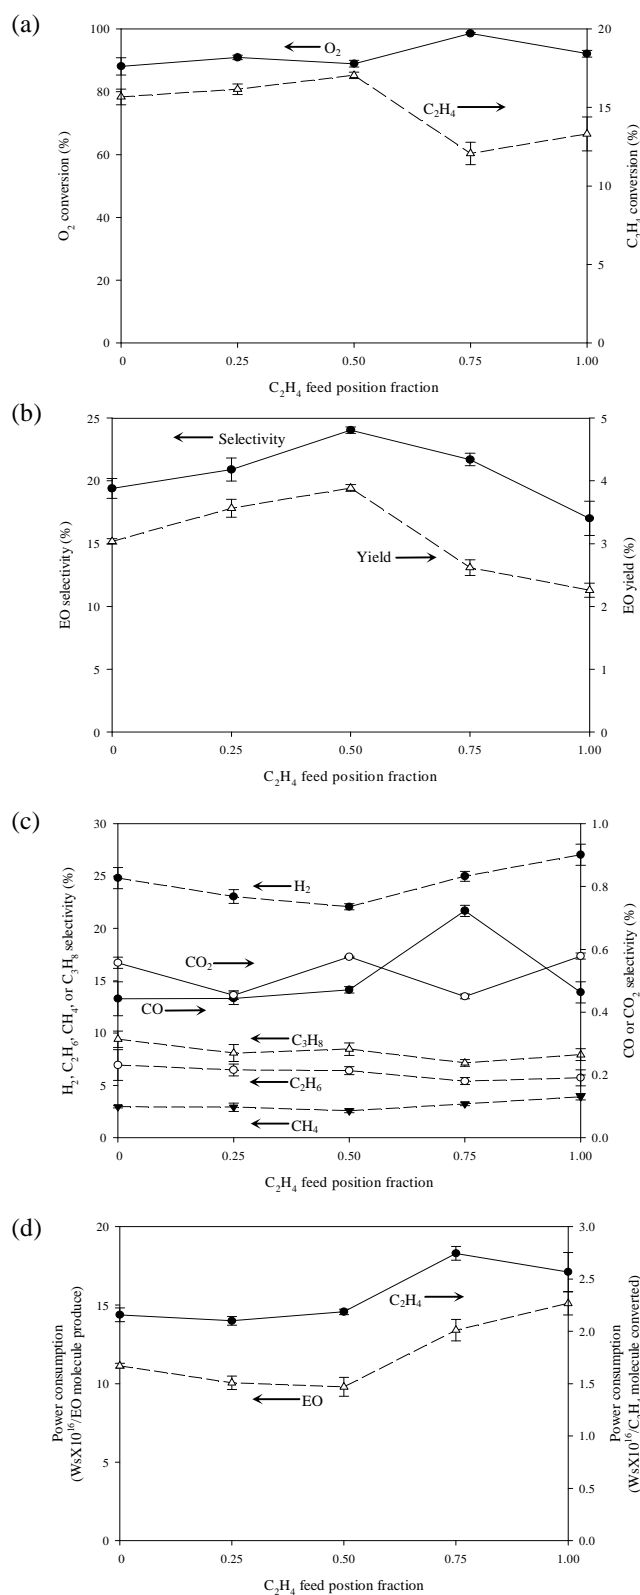 (a)
100
80
60
40
20
0
O₂ conversion (%)
O₂
C₂H₄
20
15
10
5
0
C₂H₄ conversion (%)
0 0.25 0.50 0.75 1.00
C₂H₄ feed position fraction
(b)
25
20
15
10
5
0
EO selectivity (%)
Selectivity
Yield
5
4
3
2
1
0
EO yield (%)
0 0.25 0.50 0.75 1.00
C₂H₄ feed position fraction
(c)
30
25
20
15
10
5
0
H₂, C₂H₆, CH₄, or C₃H₈ selectivity (%)
H₂
CO₂
CO
C₃H₈
C₂H₆
CH₄
1.0
0.8
0.6
0.4
0.2
0.0
CO or CO₂ selectivity (%)
0 0.25 0.50 0.75 1.00
C₂H₄ feed position fraction
(d)
20
15
10
5
0
Power consumption
(WsX10¹⁶/EO molecule produce)
C₂H₄
EO
3.0
2.5
2.0
1.5
1.0
0.5
0.0
Power consumption
(WsX10¹⁶/C₂H₄ molecule converted)
0 0.25 0.50 0.75 1.00
C₂H₄ feed postion fraction